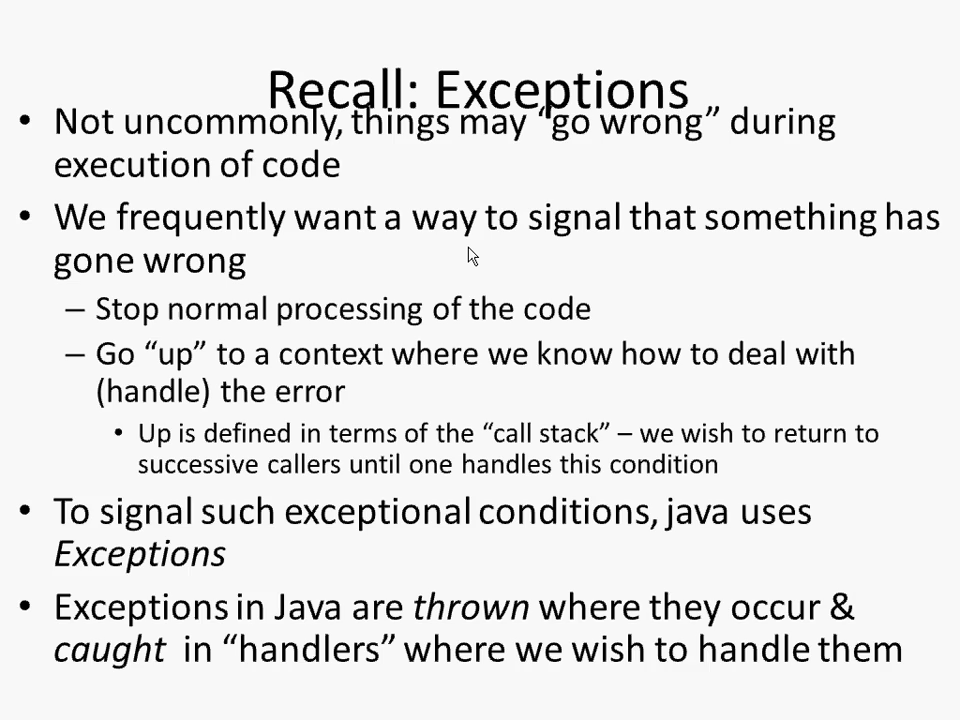 Recall: Exceptions
• Not uncommonly, things may “go wrong” during
execution of code
• We frequently want a way to signal that something has
gone wrong
– Stop normal processing of the code
– Go “up” to a context where we know how to deal with
(handle) the error
• Up is defined in terms of the “call stack” – we wish to return to
successive callers until one handles this condition
• To signal such exceptional conditions, java uses
Exceptions
• Exceptions in Java are thrown where they occur &
caught in “handlers” where we wish to handle them